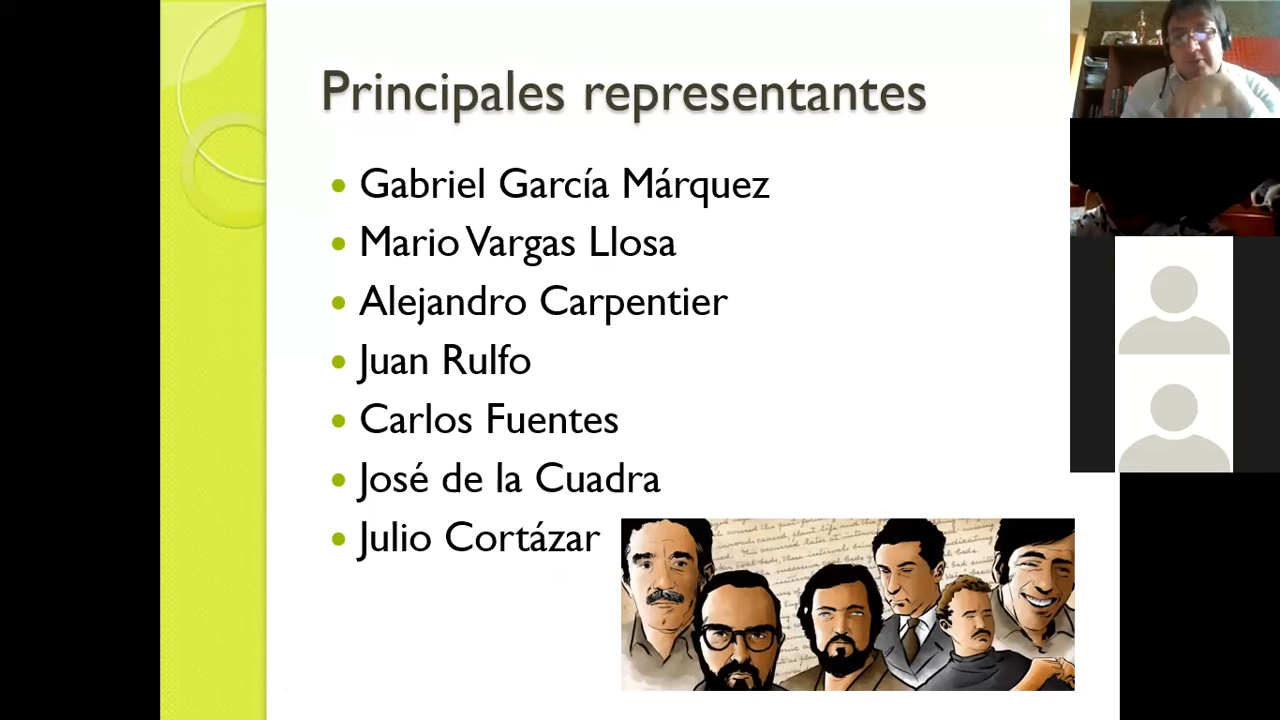 Principales representantes
Gabriel García Márquez
Mario Vargas Llosa
Alejandro Carpentier
Juan Rulfo
Carlos Fuentes
José de la Cuadra
Julio Cortázar